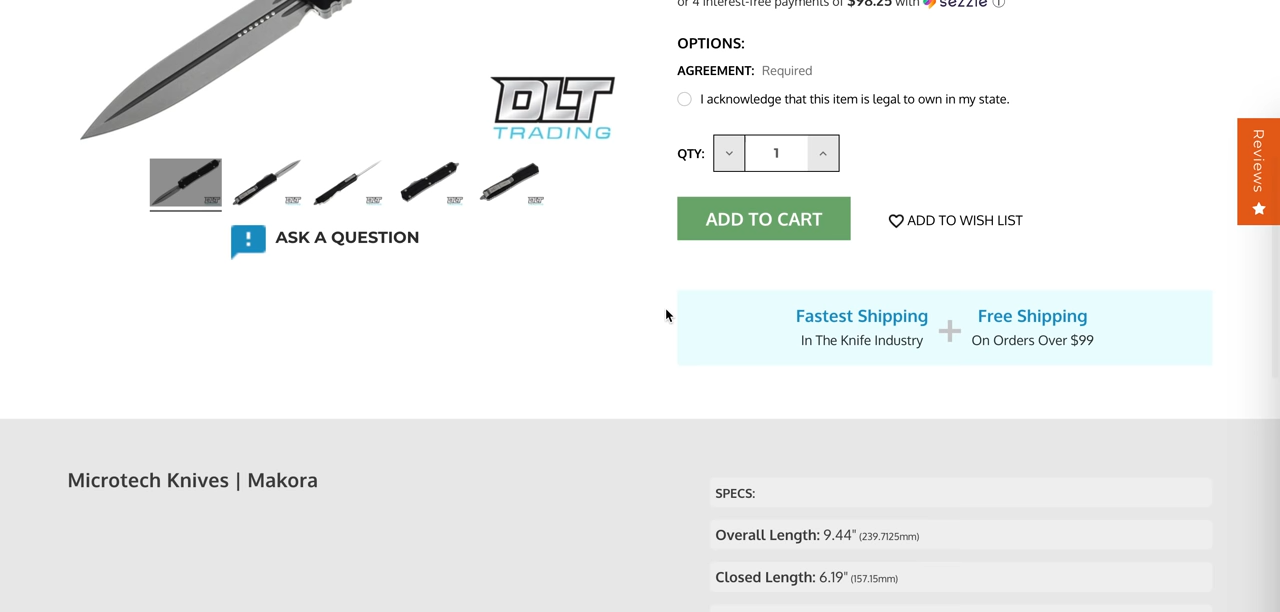 or 4 interest-free payments of $98.25 with sezzle
OPTIONS:
AGREEMENT: Required
I acknowledge that this item is legal to own in my state.
DLT
TRADING
QTY: 1
ADD TO CART
ADD TO WISH LIST
ASK A QUESTION
Reviews
Fastest Shipping + Free Shipping
In The Knife Industry On Orders Over $99
Microtech Knives | Makora
SPECS:
Overall Length: 9.44" (239.7125mm)
Closed Length: 6.19" (157.15mm)